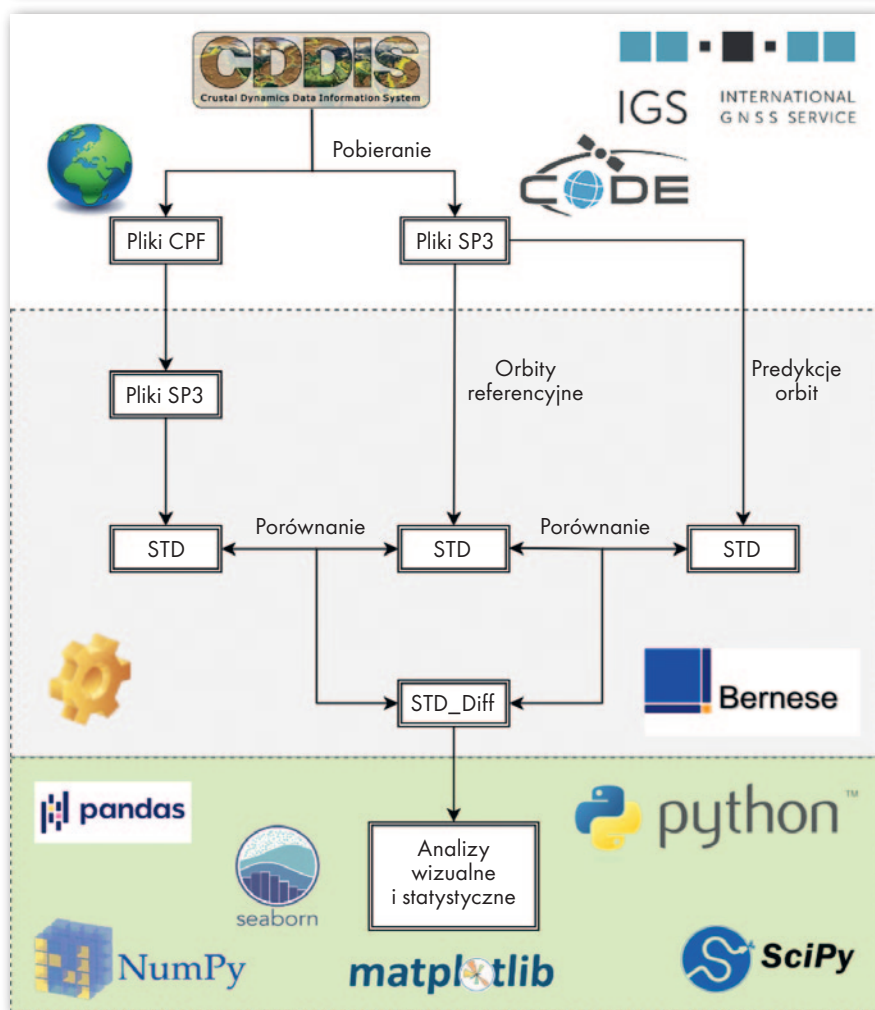 CDDIS
Crustal Dynamics Data Information System
IGS INTERNATIONAL
GNSS SERVICE
Pobieranie
CODE
Pliki CPF
Pliki SP3
Pliki SP3
Orbity
referencyjne
Predykcje
orbit
Porównanie
Porównanie
STD
STD
STD
STD_Diff
Bernese
pandas
python™
Analizy
wizualne
i statystyczne
seaborn
NumPy
matplotlib
SciPy